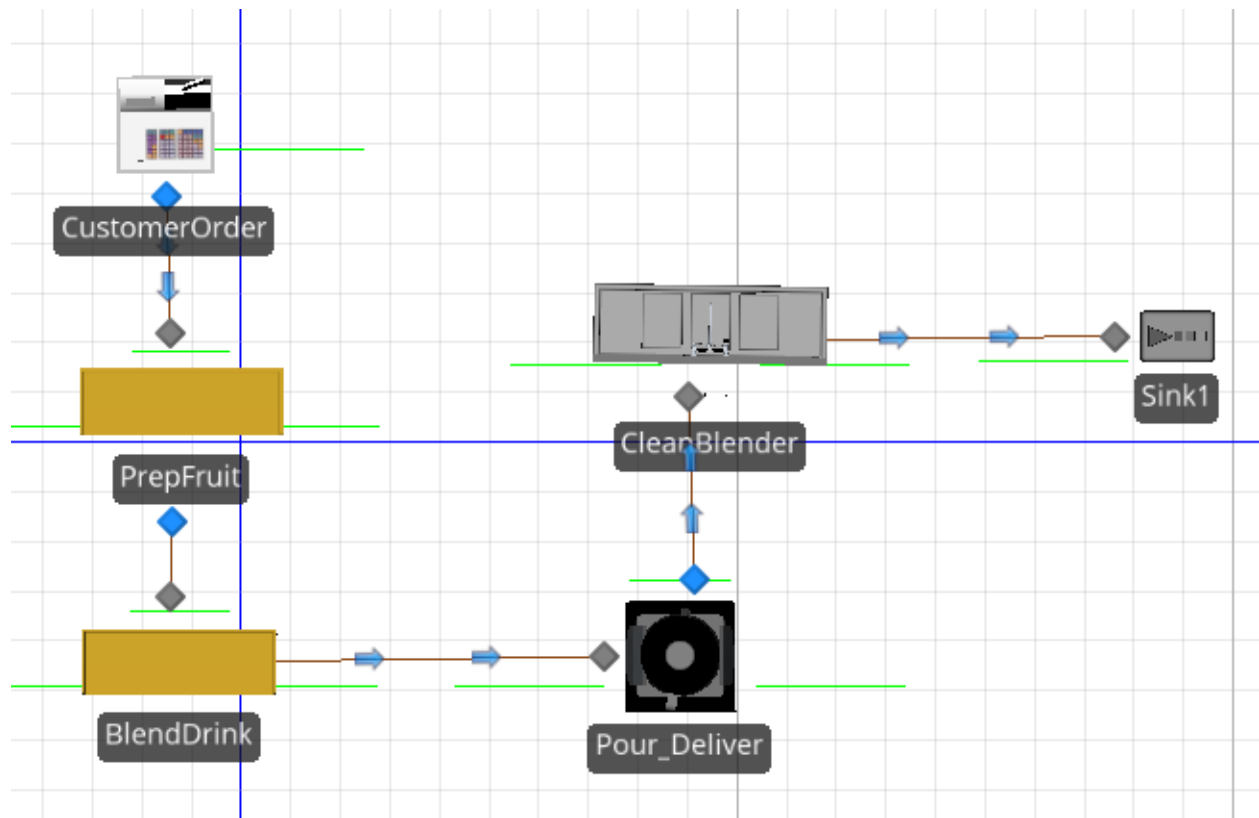 CustomerOrder
PrepFruit
BlendDrink
Pour_Deliver
CleanBlender
Sink1